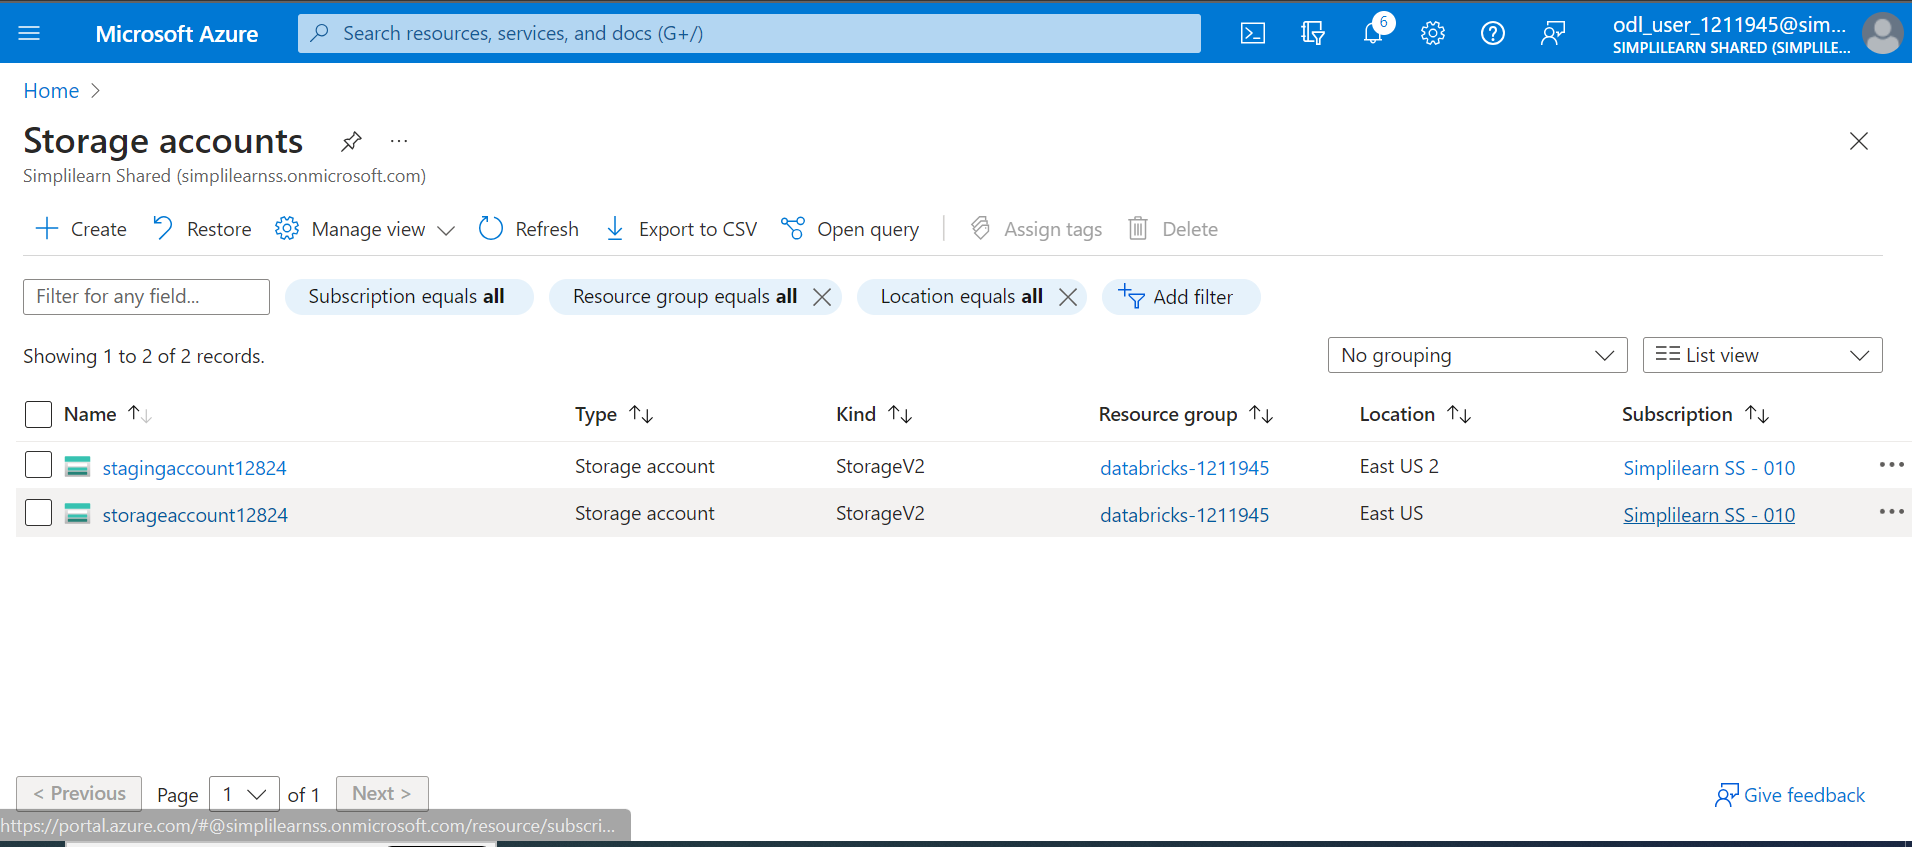 Microsoft Azure
Search resources, services, and docs (G+/)
6
odl_user_1211945@sim...
SIMPLILEARN SHARED (SIMPLILE...
Home
Storage accounts
Simplilearn Shared (simplilearnss.onmicrosoft.com)
Create Restore Manage view Refresh Export to CSV Open query Assign tags Delete
Filter for any field... Subscription equals all Resource group equals all Location equals all Add filter
Showing 1 to 2 of 2 records. No grouping List view
Name Type Kind Resource group Location Subscription
stagingaccount12824 Storage account StorageV2 databricks-1211945 East US 2 Simplilearn SS - 010
storageaccount12824 Storage account StorageV2 databricks-1211945 East US Simplilearn SS - 010
< Previous Page 1 of 1 Next > Give feedback
https://portal.azure.com/#@simplilearnss.onmicrosoft.com/resource/subscri...